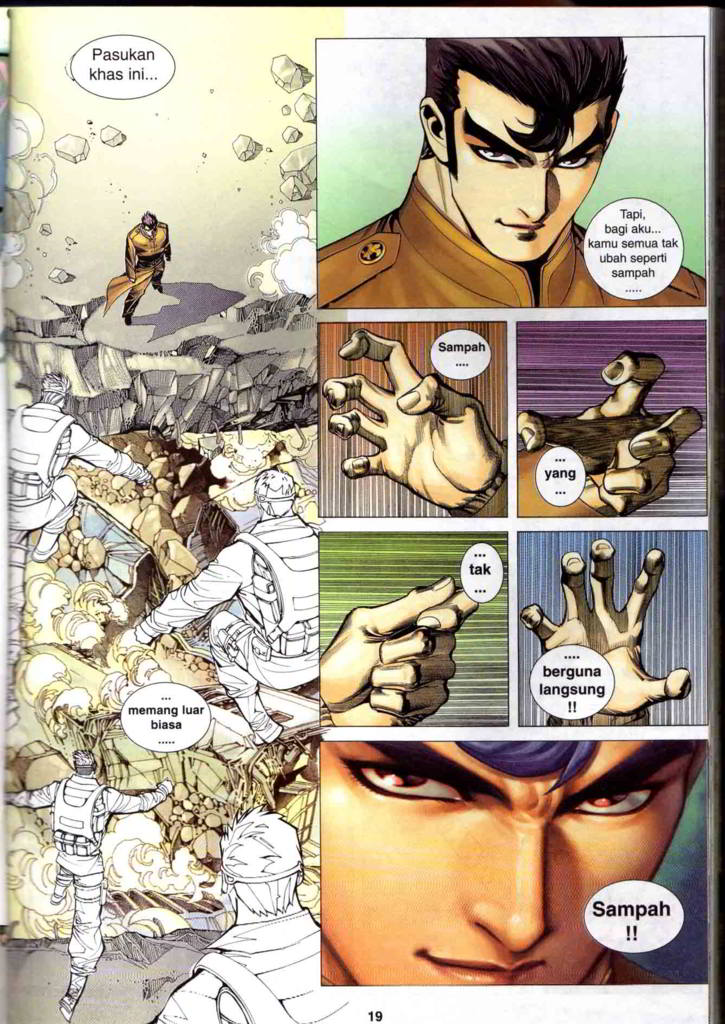 Pasukan
khas ini...
...
memang luar
biasa
.....
Tapi,
bagi aku...
kamu semua tak
ubah seperti
sampah
.....
Sampah
....
...
yang
...
...
tak
...
....
berguna
langsung
!!
Sampah
!!
19